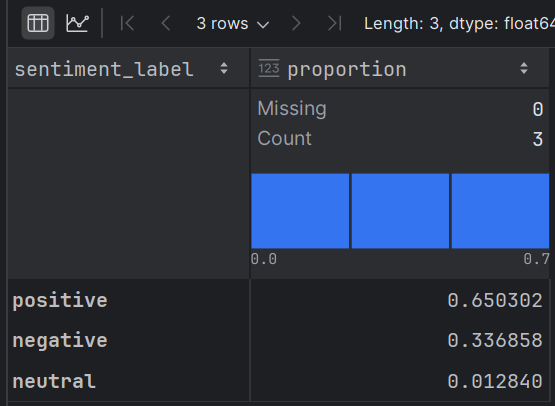 3 rows Length: 3, dtype: float64
sentiment_label 123 proportion
Missing 0
Count 3
0.0 0.7
positive 0.650302
negative 0.336858
neutral 0.012840